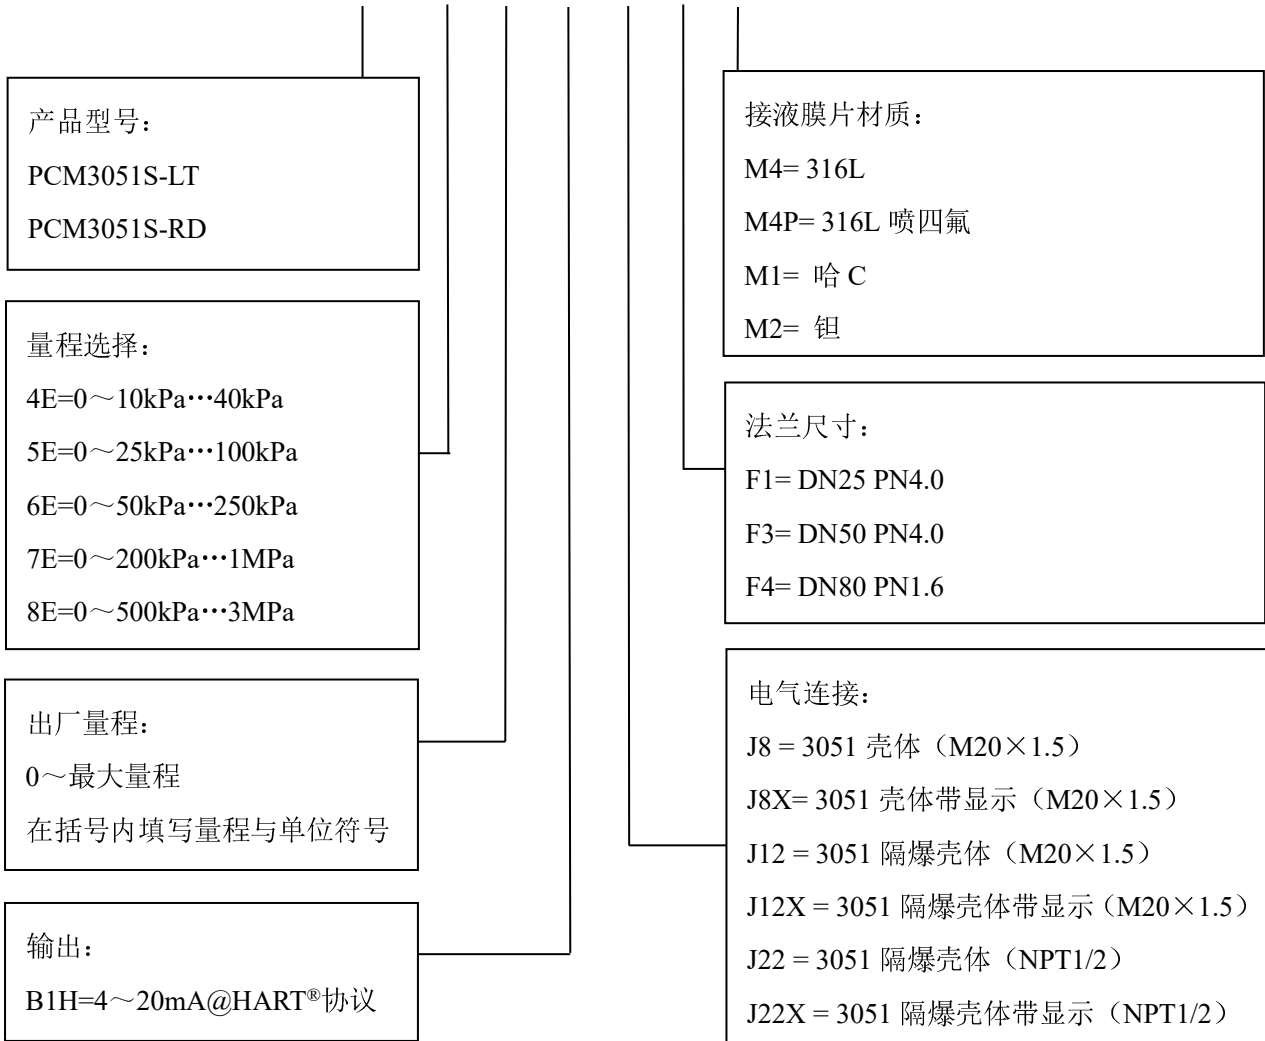 产品型号：
PCM3051S-LT
PCM3051S-RD
量程选择：
4E=0～10kPa…40kPa
5E=0～25kPa…100kPa
6E=0～50kPa…250kPa
7E=0～200kPa…1MPa
8E=0～500kPa…3MPa
出厂量程：
0～最大量程
在括号内填写量程与单位符号
输出：
B1H=4～20mA@HART®协议
接液膜片材质：
M4= 316L
M4P= 316L 喷四氟
M1= 哈 C
M2= 钽
法兰尺寸：
F1= DN25 PN4.0
F3= DN50 PN4.0
F4= DN80 PN1.6
电气连接：
J8 = 3051 壳体（M20×1.5）
J8X= 3051 壳体带显示（M20×1.5）
J12 = 3051 隔爆壳体（M20×1.5）
J12X = 3051 隔爆壳体带显示（M20×1.5）
J22 = 3051 隔爆壳体（NPT1/2）
J22X = 3051 隔爆壳体带显示（NPT1/2）